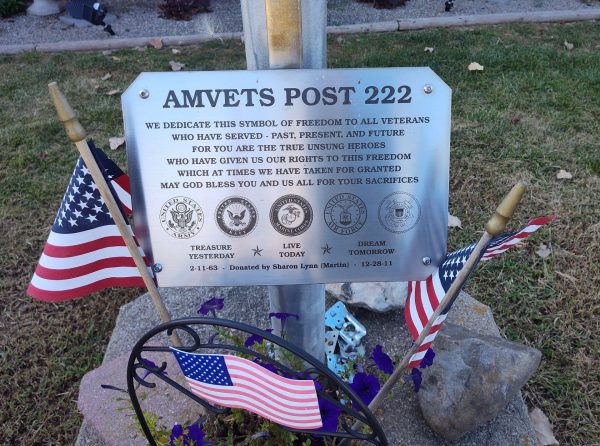 AMVETS POST 222
WE DEDICATE THIS SYMBOL OF FREEDOM TO ALL VETERANS
WHO HAVE SERVED - PAST, PRESENT, AND FUTURE
FOR YOU ARE THE TRUE UNSUNG HEROES
WHO HAVE GIVEN US OUR RIGHTS TO THIS FREEDOM
WHICH AT TIMES WE HAVE TAKEN FOR GRANTED
MAY GOD BLESS YOU AND US ALL FOR YOUR SACRIFICES
TREASURE YESTERDAY
LIVE TODAY
DREAM TOMORROW
2-11-63 - Donated by Sharon Lynn (Martin) - 12-28-11